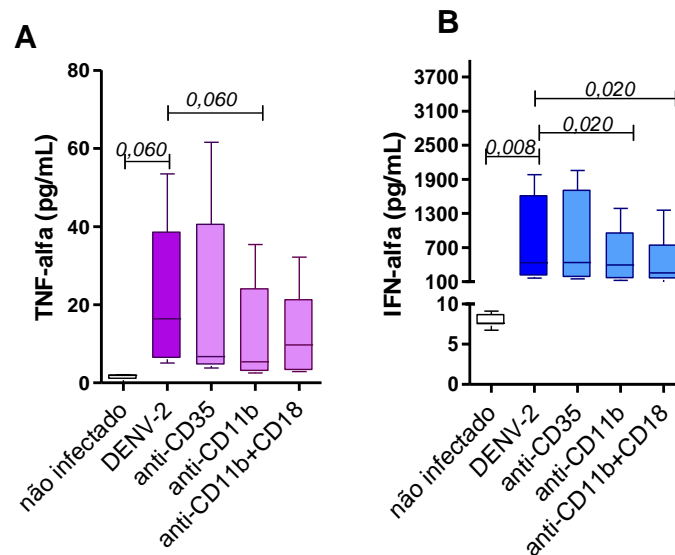 A
TNF-alfa (pg/mL)
80
60
40
20
0
0,060
0,060
não infectado
DENV-2
anti-CD35
anti-CD11b
anti-CD11b+CD18
B
IFN-alfa (pg/mL)
3700
3100
2500
1900
1300
700
100
10
5
0
0,020
0,020
0,008
não infectado
DENV-2
anti-CD35
anti-CD11b
anti-CD11b+CD18